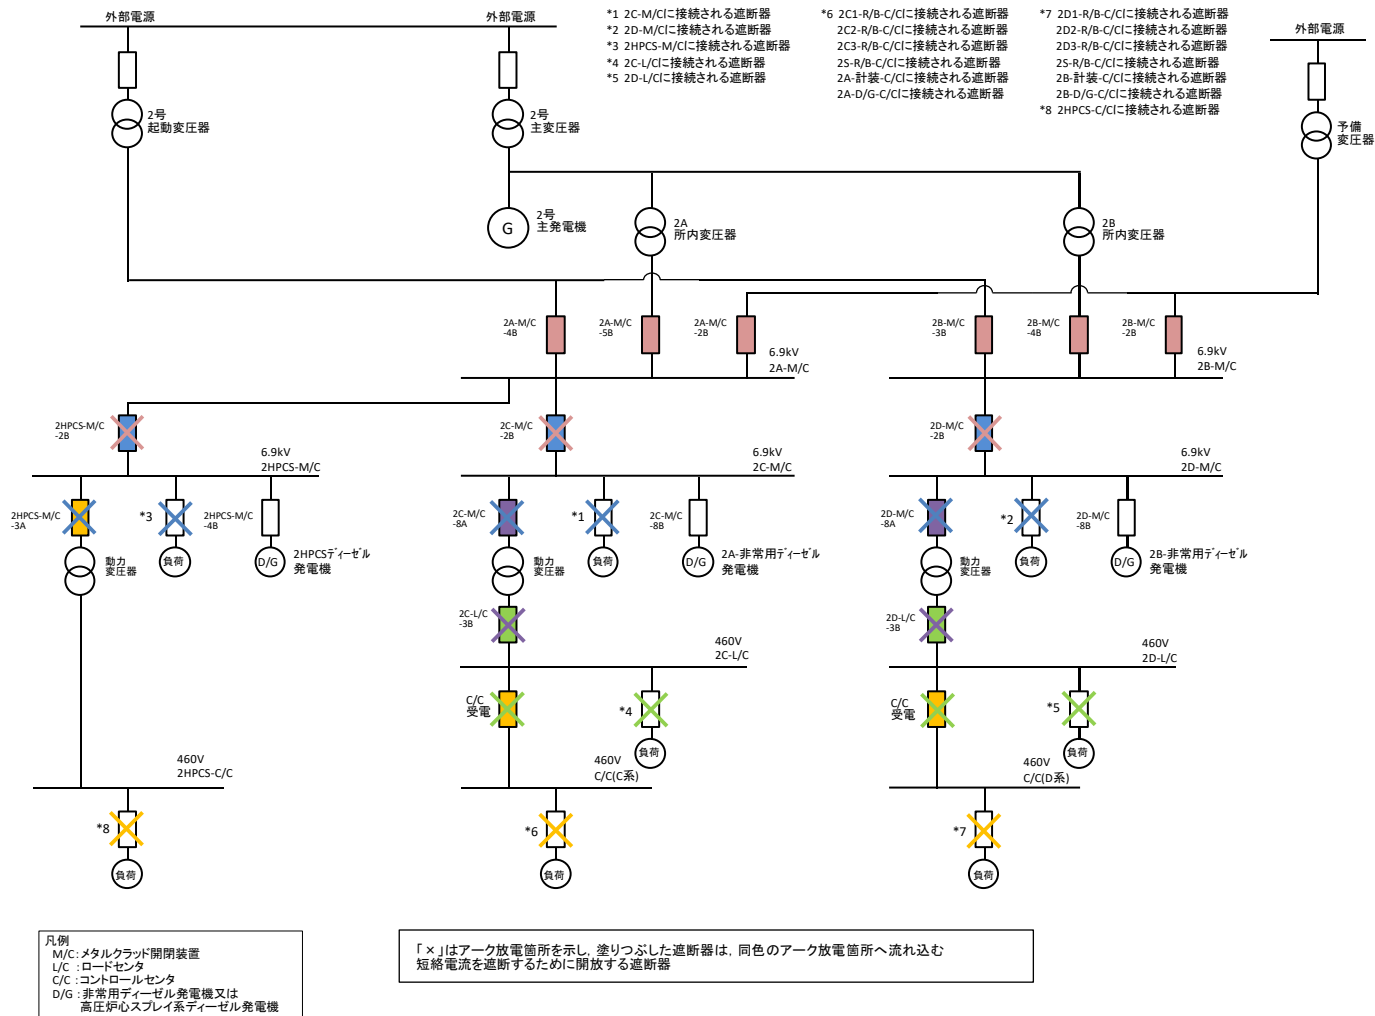 外部電源
外部電源
*1 2C-M/Cに接続される遮断器
*2 2D-M/Cに接続される遮断器
*3 2HPCS-M/Cに接続される遮断器
*4 2C-L/Cに接続される遮断器
*5 2D-L/Cに接続される遮断器
*6 2C1-R/B-C/Cに接続される遮断器
2C2-R/B-C/Cに接続される遮断器
2C3-R/B-C/Cに接続される遮断器
2S-R/B-C/Cに接続される遮断器
2A-計装-C/Cに接続される遮断器
2A-D/G-C/Cに接続される遮断器
*7 2D1-R/B-C/Cに接続される遮断器
2D2-R/B-C/Cに接続される遮断器
2D3-R/B-C/Cに接続される遮断器
2S-R/B-C/Cに接続される遮断器
2B-計装-C/Cに接続される遮断器
2B-D/G-C/Cに接続される遮断器
*8 2HPCS-C/Cに接続される遮断器
外部電源
2号
起動変圧器
2号
主変圧器
予備
変圧器
G
2号
主発電機
2A
所内変圧器
2B
所内変圧器
2A-M/C
-4B
2A-M/C
-5B
2A-M/C
-2B
6.9kV
2A-M/C
2B-M/C
-3B
2B-M/C
-4B
2B-M/C
-2B
6.9kV
2B-M/C
2HPCS-M/C
-2B
6.9kV
2HPCS-M/C
2C-M/C
-2B
6.9kV
2C-M/C
2D-M/C
-2B
6.9kV
2D-M/C
2HPCS-M/C
-3A
*3
2HPCS-M/C
-4B
動力
変圧器
負荷
D/G
2HPCSディーゼル
発電機
2C-M/C
-8A
*1
2C-M/C
-8B
動力
変圧器
負荷
D/G
2A-非常用ディーゼル
発電機
2D-M/C
-8A
*2
2D-M/C
-8B
動力
変圧器
負荷
D/G
2B-非常用ディーゼル
発電機
2C-L/C
-3B
460V
2C-L/C
2D-L/C
-3B
460V
2D-L/C
C/C
受電
*4
負荷
C/C
受電
*5
負荷
460V
2HPCS-C/C
460V
C/C(C系)
460V
C/C(D系)
*8
負荷
*6
負荷
*7
負荷
凡例
M/C:メタルクラッド開閉装置
L/C :ロードセンタ
C/C :コントロールセンタ
D/G :非常用ディーゼル発電機又は
高圧炉心スプレイ系ディーゼル発電機
「×」はアーク放電箇所を示し，塗りつぶした遮断器は，同色のアーク放電箇所へ流れ込む
短絡電流を遮断するために開放する遮断器